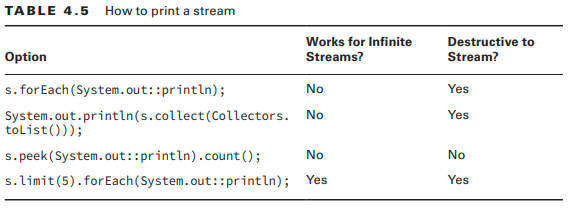 TABLE 4.5 How to print a stream
Option Works for Infinite Streams? Destructive to Stream?
s.forEach(System.out::println); No Yes
System.out.println(s.collect(Collectors. No Yes
toList()));
s.peek(System.out::println).count(); No No
s.limit(5).forEach(System.out::println); Yes Yes